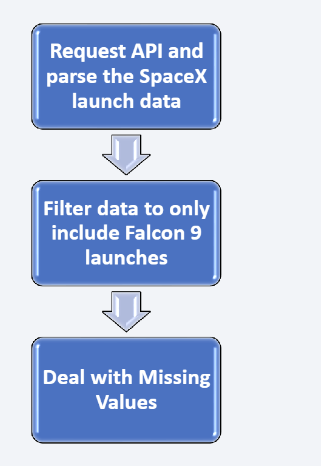 Request API and
parse the SpaceX
launch data
Filter data to only
include Falcon 9
launches
Deal with Missing
Values